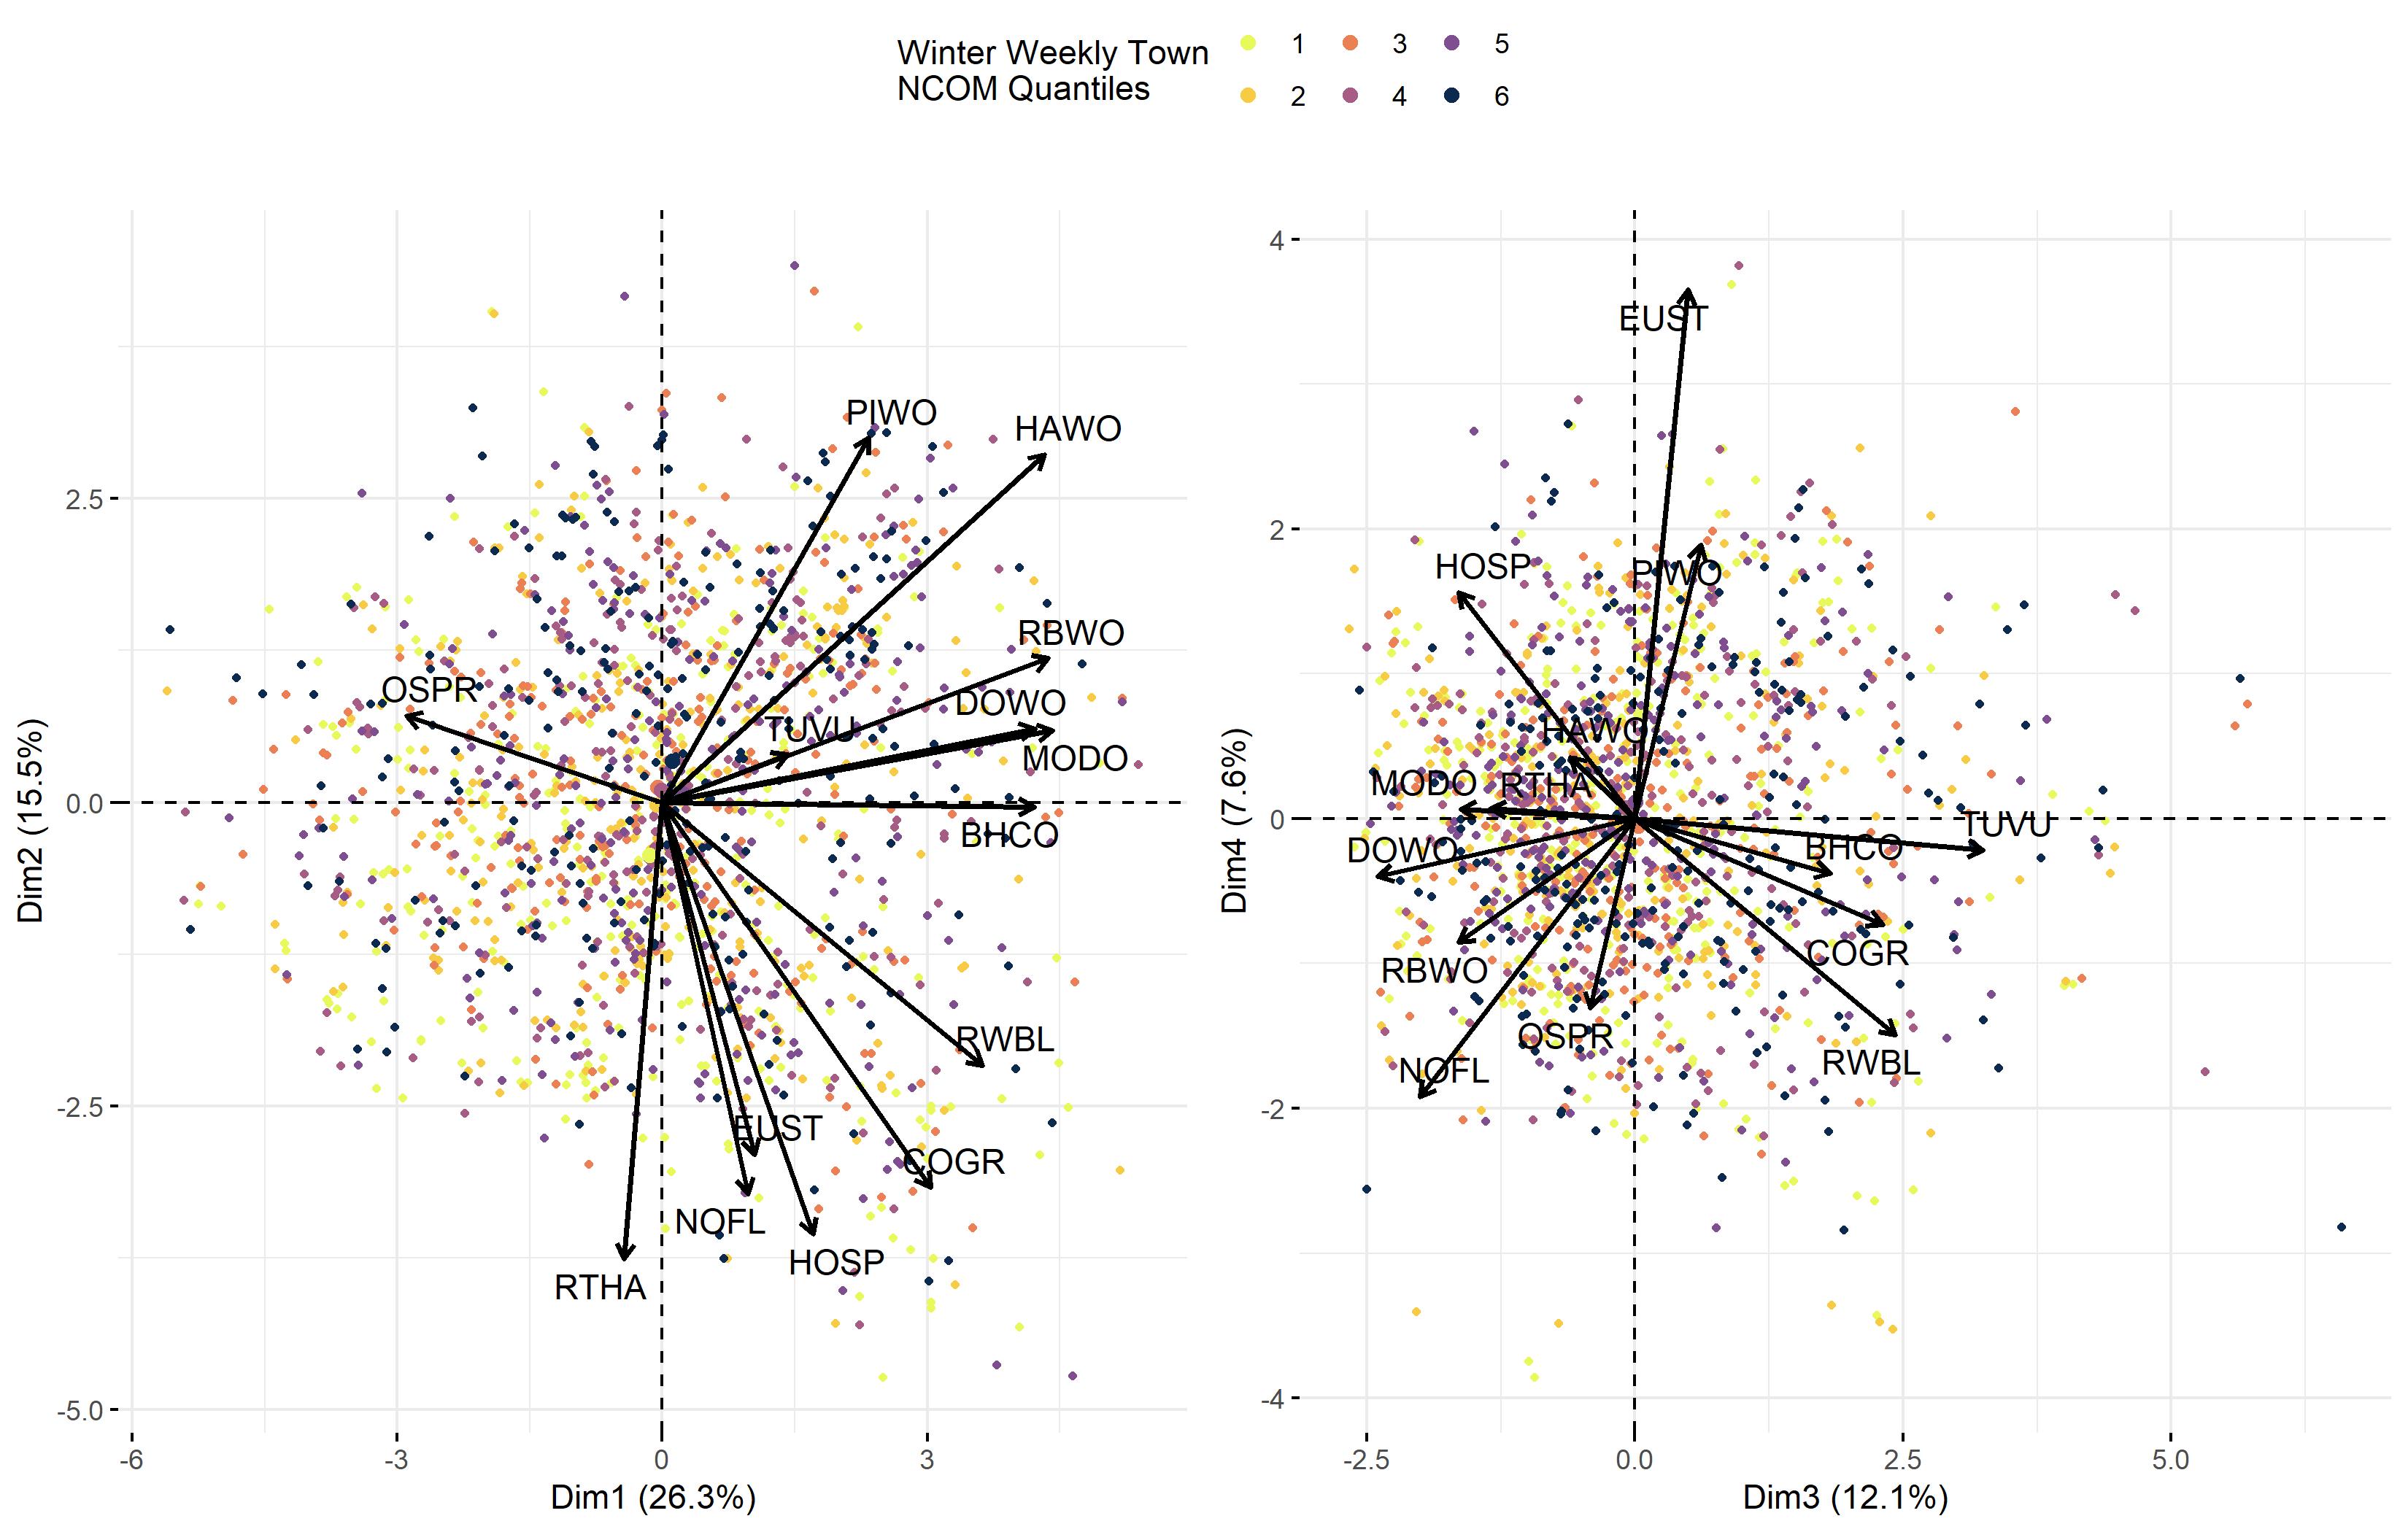 Winter Weekly Town
NCOM Quantiles
1 3 5
2 4 6
PIWO
HAWO
RBWO
OSPR
DOWO
TUVU
MODO
BHCO
RWBL
EUST
COGR
NOFL
HOSP
RTHA
2.5
0.0
-2.5
-5.0
-6 -3 0 3
Dim1 (26.3%)
Dim2 (15.5%)
EUST
HOSP
PIWO
HAWO
MODO
RTHA
TUVU
DOWO
BHCO
COGR
RBWO
OSPR
RWBL
NOFL
4
2
0
-2
-4
-2.5 0.0 2.5 5.0
Dim3 (12.1%)
Dim4 (7.6%)